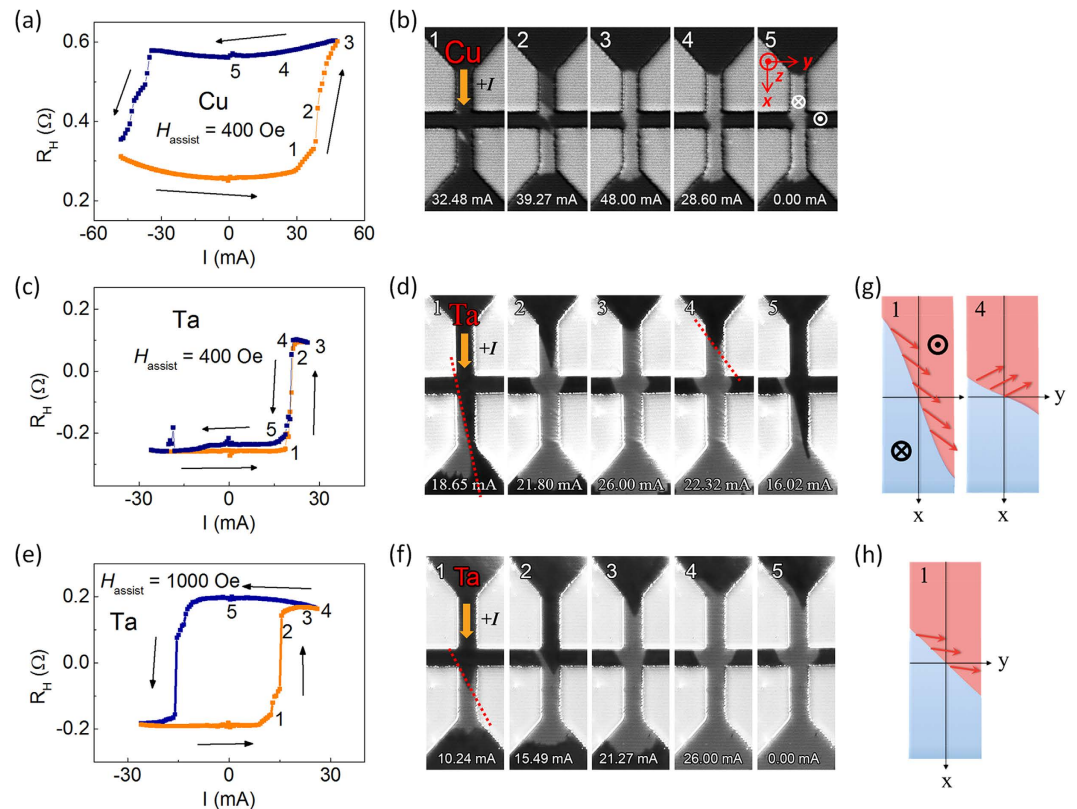 (a)
0.6
0.4
0.2
R_H (Ω)
Cu
H_assist = 400 Oe
1
2
3
4
5
-60 -30 0 30 60
I (mA)
(b)
1 2 3 4 5
Cu
+I
y
z
x
32.48 mA 39.27 mA 48.00 mA 28.60 mA 0.00 mA
(c)
0.2
0.0
-0.2
R_H (Ω)
Ta
H_assist = 400 Oe
4
2
3
5
1
-30 0 30
I (mA)
(d)
1 2 3 4 5
Ta
+I
18.65 mA 21.80 mA 26.00 mA 22.32 mA 16.02 mA
(g)
1 4
y
x x
(e)
0.2
0.0
-0.2
R_H (Ω)
H_assist = 1000 Oe
Ta
5
3
4
2
1
-30 0 30
I (mA)
(f)
1 2 3 4 5
Ta
+I
10.24 mA 15.49 mA 21.27 mA 26.00 mA 0.00 mA
(h)
1
y
x